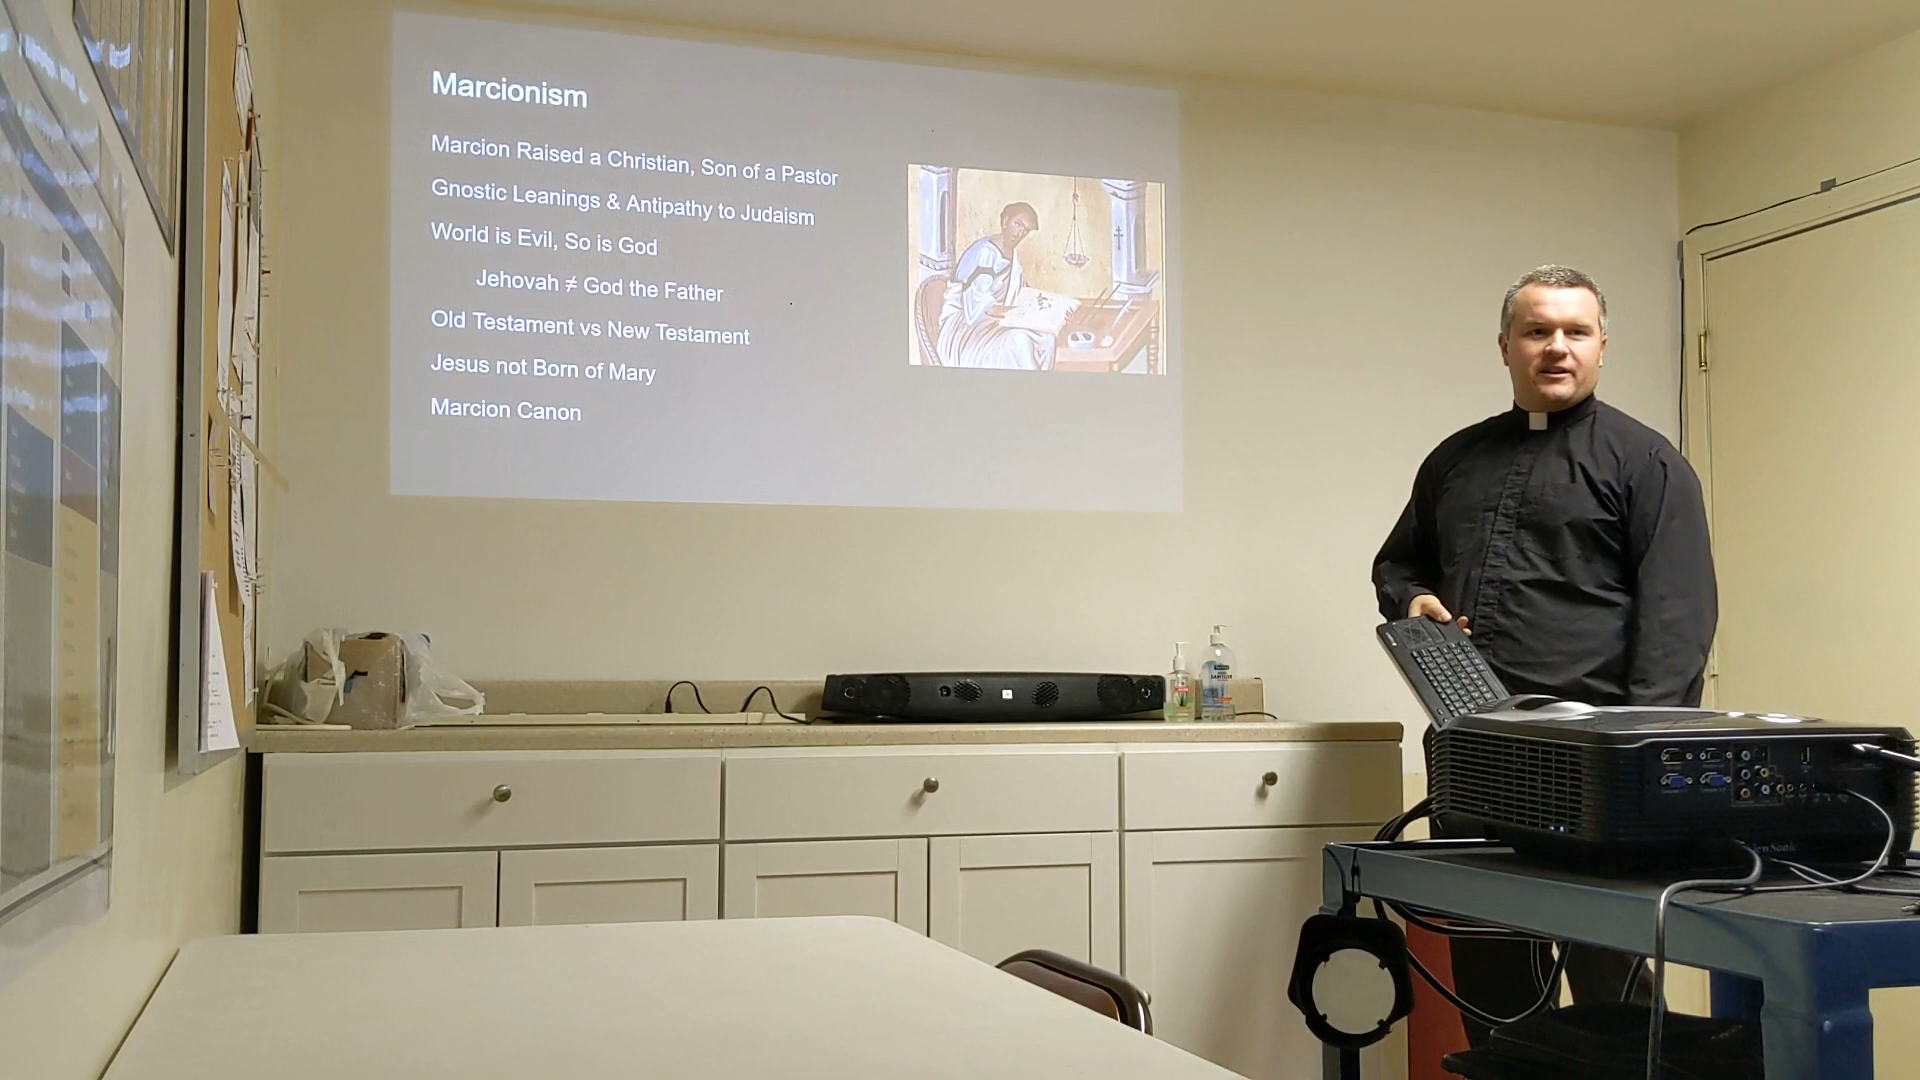 Marcionism
Marcion Raised a Christian, Son of a Pastor
Gnostic Leanings & Antipathy to Judaism
World is Evil, So is God
Jehovah ≠ God the Father
Old Testament vs New Testament
Jesus not Born of Mary
Marcion Canon
ViewSonic